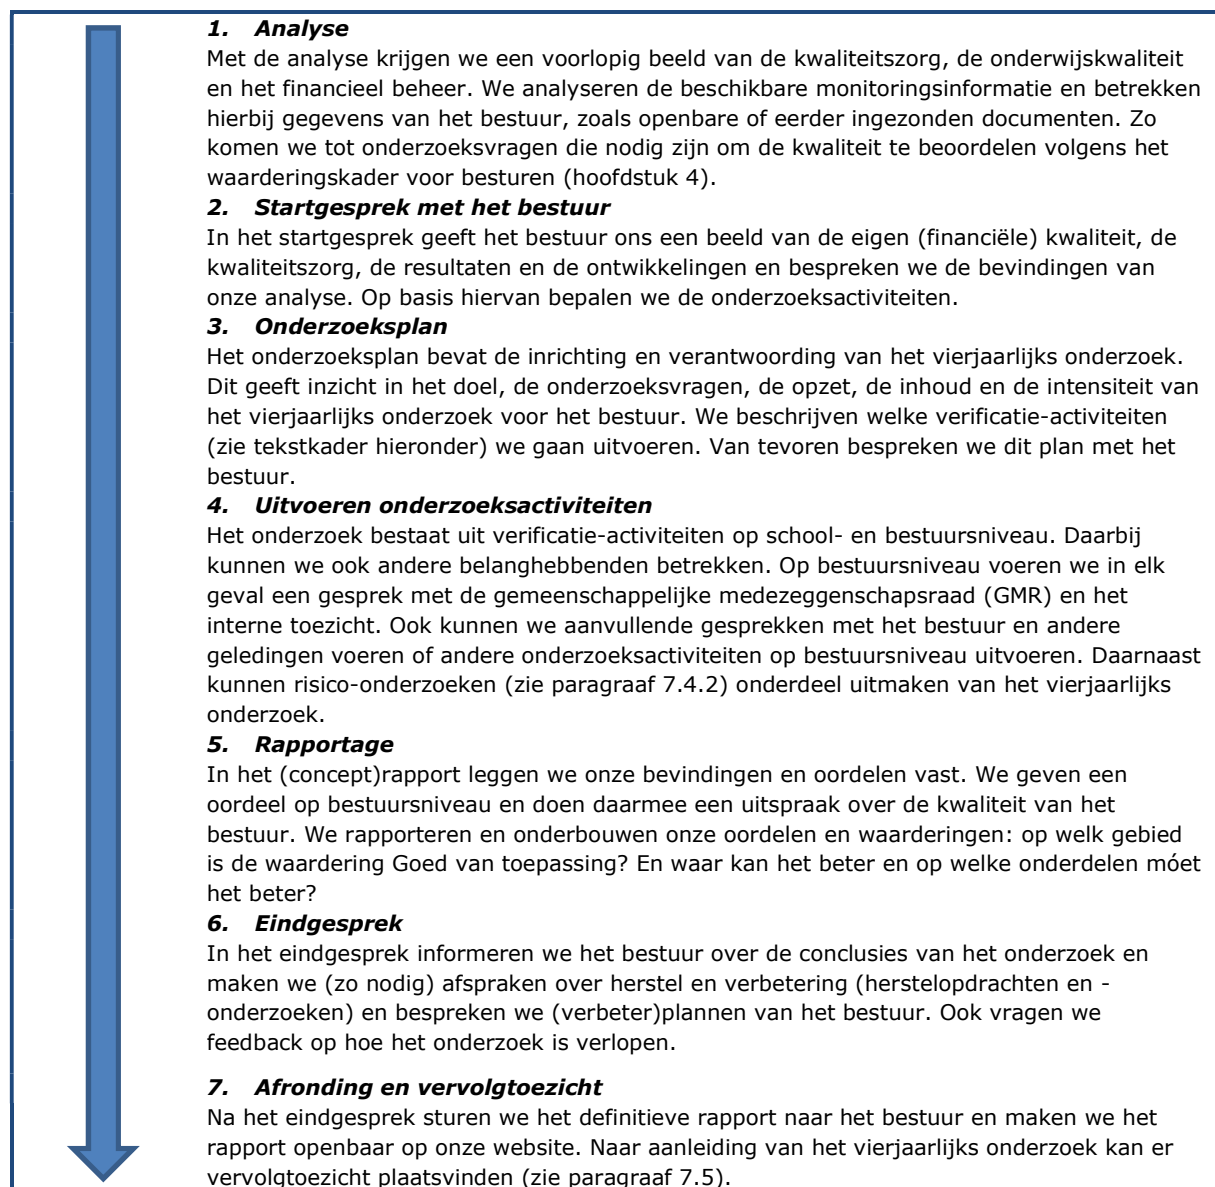 1. Analyse
Met de analyse krijgen we een voorlopig beeld van de kwaliteitszorg, de onderwijskwaliteit
en het financieel beheer. We analyseren de beschikbare monitoringsinformatie en betrekken
hierbij gegevens van het bestuur, zoals openbare of eerder ingezonden documenten. Zo
komen we tot onderzoeksvragen die nodig zijn om de kwaliteit te beoordelen volgens het
waarderingskader voor besturen (hoofdstuk 4).
2. Startgesprek met het bestuur
In het startgesprek geeft het bestuur ons een beeld van de eigen (financiële) kwaliteit, de
kwaliteitszorg, de resultaten en de ontwikkelingen en bespreken we de bevindingen van
onze analyse. Op basis hiervan bepalen we de onderzoeksactiviteiten.
3. Onderzoeksplan
Het onderzoeksplan bevat de inrichting en verantwoording van het vierjaarlijks onderzoek.
Dit geeft inzicht in het doel, de onderzoeksvragen, de opzet, de inhoud en de intensiteit van
het vierjaarlijks onderzoek voor het bestuur. We beschrijven welke verificatie-activiteiten
(zie tekstkader hieronder) we gaan uitvoeren. Van tevoren bespreken we dit plan met het
bestuur.
4. Uitvoeren onderzoeksactiviteiten
Het onderzoek bestaat uit verificatie-activiteiten op school- en bestuursniveau. Daarbij
kunnen we ook andere belanghebbenden betrekken. Op bestuursniveau voeren we in elk
geval een gesprek met de gemeenschappelijke medezeggenschapsraad (GMR) en het
interne toezicht. Ook kunnen we aanvullende gesprekken met het bestuur en andere
geledingen voeren of andere onderzoeksactiviteiten op bestuursniveau uitvoeren. Daarnaast
kunnen risico-onderzoeken (zie paragraaf 7.4.2) onderdeel uitmaken van het vierjaarlijks
onderzoek.
5. Rapportage
In het (concept)rapport leggen we onze bevindingen en oordelen vast. We geven een
oordeel op bestuursniveau en doen daarmee een uitspraak over de kwaliteit van het
bestuur. We rapporteren en onderbouwen onze oordelen en waarderingen: op welk gebied
is de waardering Goed van toepassing? En waar kan het beter en op welke onderdelen móet
het beter?
6. Eindgesprek
In het eindgesprek informeren we het bestuur over de conclusies van het onderzoek en
maken we (zo nodig) afspraken over herstel en verbetering (herstelopdrachten en -
onderzoeken) en bespreken we (verbeter)plannen van het bestuur. Ook vragen we
feedback op hoe het onderzoek is verlopen.
7. Afronding en vervolgtoezicht
Na het eindgesprek sturen we het definitieve rapport naar het bestuur en maken we het
rapport openbaar op onze website. Naar aanleiding van het vierjaarlijks onderzoek kan er
vervolgtoezicht plaatsvinden (zie paragraaf 7.5).